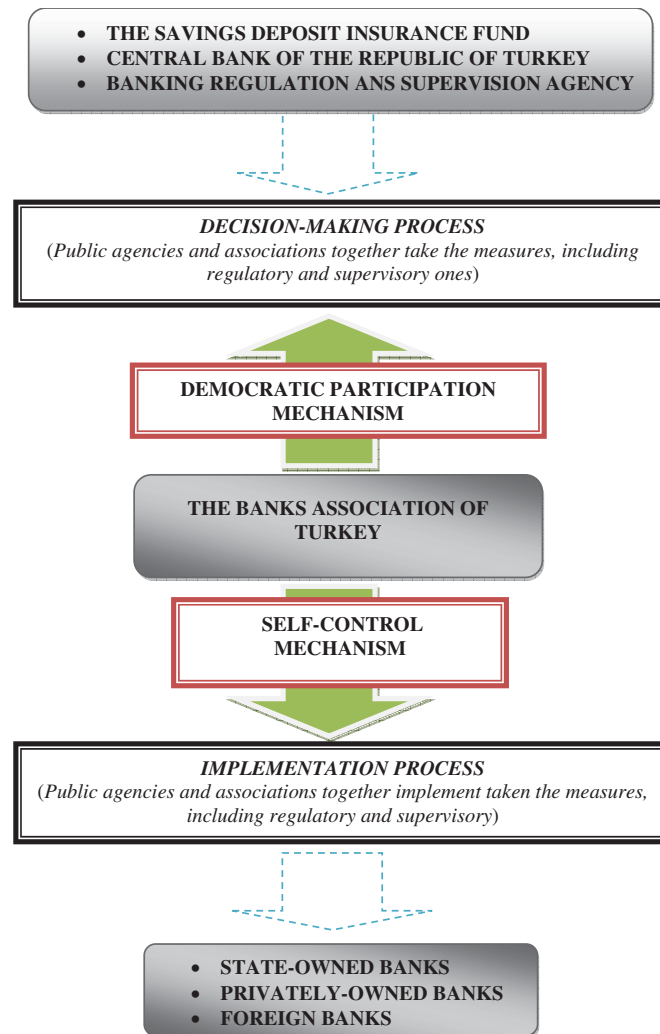 • THE SAVINGS DEPOSIT INSURANCE FUND
• CENTRAL BANK OF THE REPUBLIC OF TURKEY
• BANKING REGULATION ANS SUPERVISION AGENCY
DECISION-MAKING PROCESS
(Public agencies and associations together take the measures, including
regulatory and supervisory ones)
DEMOCRATIC PARTICIPATION
MECHANISM
THE BANKS ASSOCIATION OF
TURKEY
SELF-CONTROL
MECHANISM
IMPLEMENTATION PROCESS
(Public agencies and associations together implement taken the measures,
including regulatory and supervisory)
• STATE-OWNED BANKS
• PRIVATELY-OWNED BANKS
• FOREIGN BANKS